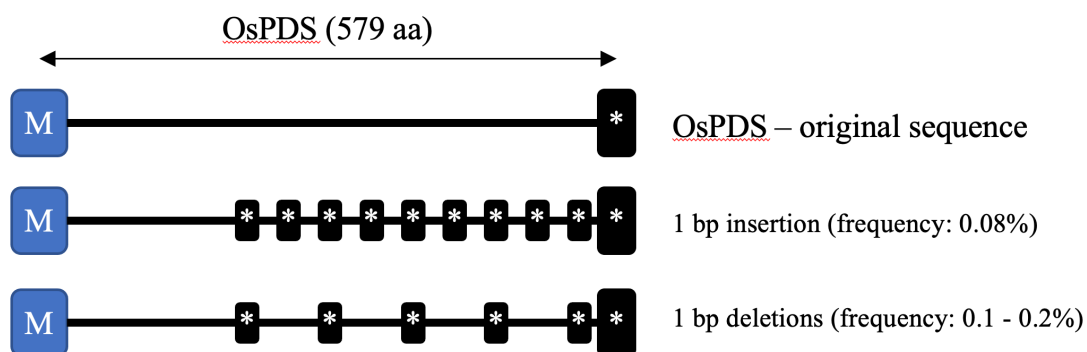 OsPDS (579 aa)
M * OsPDS – original sequence
M * * * * * * * * * * 1 bp insertion (frequency: 0.08%)
M * * * * * * 1 bp deletions (frequency: 0.1 - 0.2%)